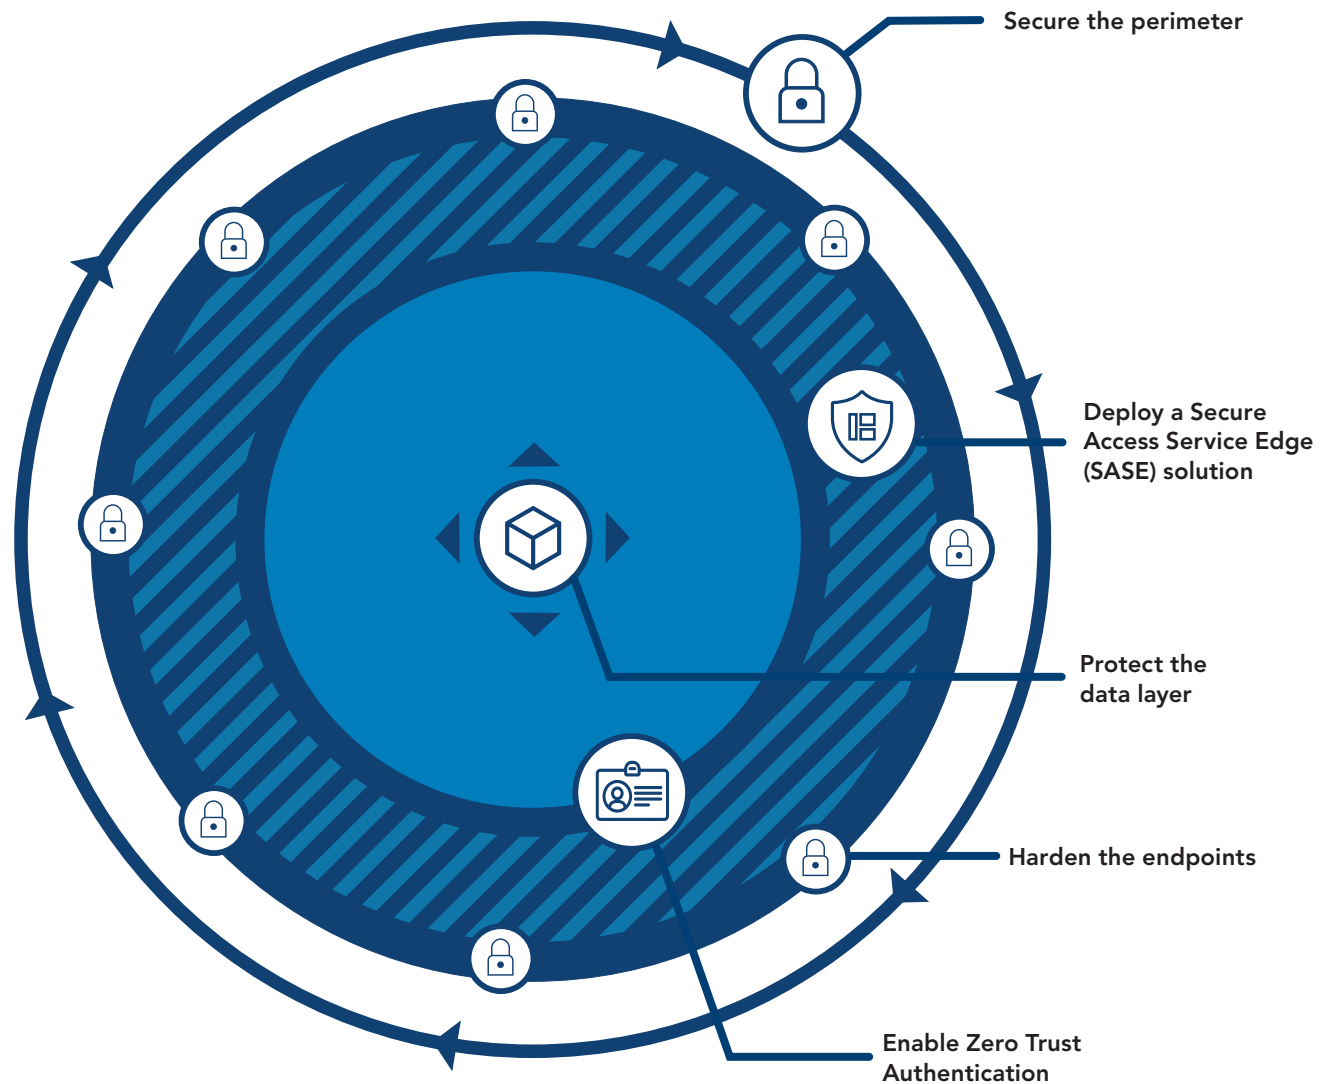 Secure the perimeter
Deploy a Secure
Access Service Edge
(SASE) solution
Protect the
data layer
Harden the endpoints
Enable Zero Trust
Authentication